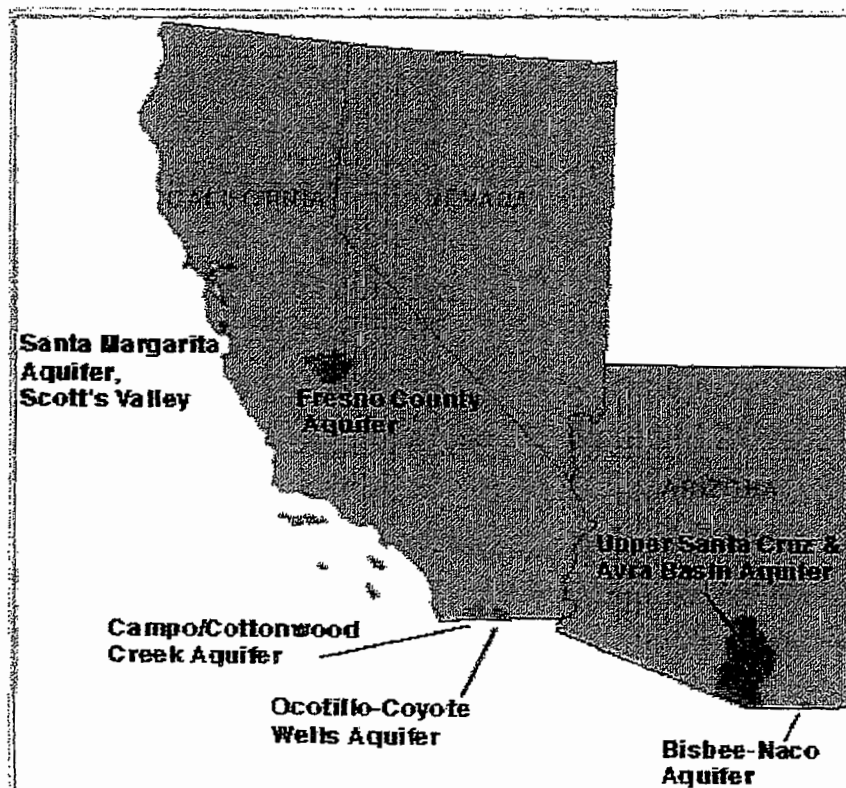 CALIFORNIA
NEVADA
Santa Margarita
Aquifer,
Scott's Valley
Fresno County
Aquifer
ARIZONA
Upper Santa Cruz &
Avra Basin Aquifer
Campo/Cottonwood
Creek Aquifer
Ocotillo-Coyote
Wells Aquifer
Bisbee-Naco
Aquifer